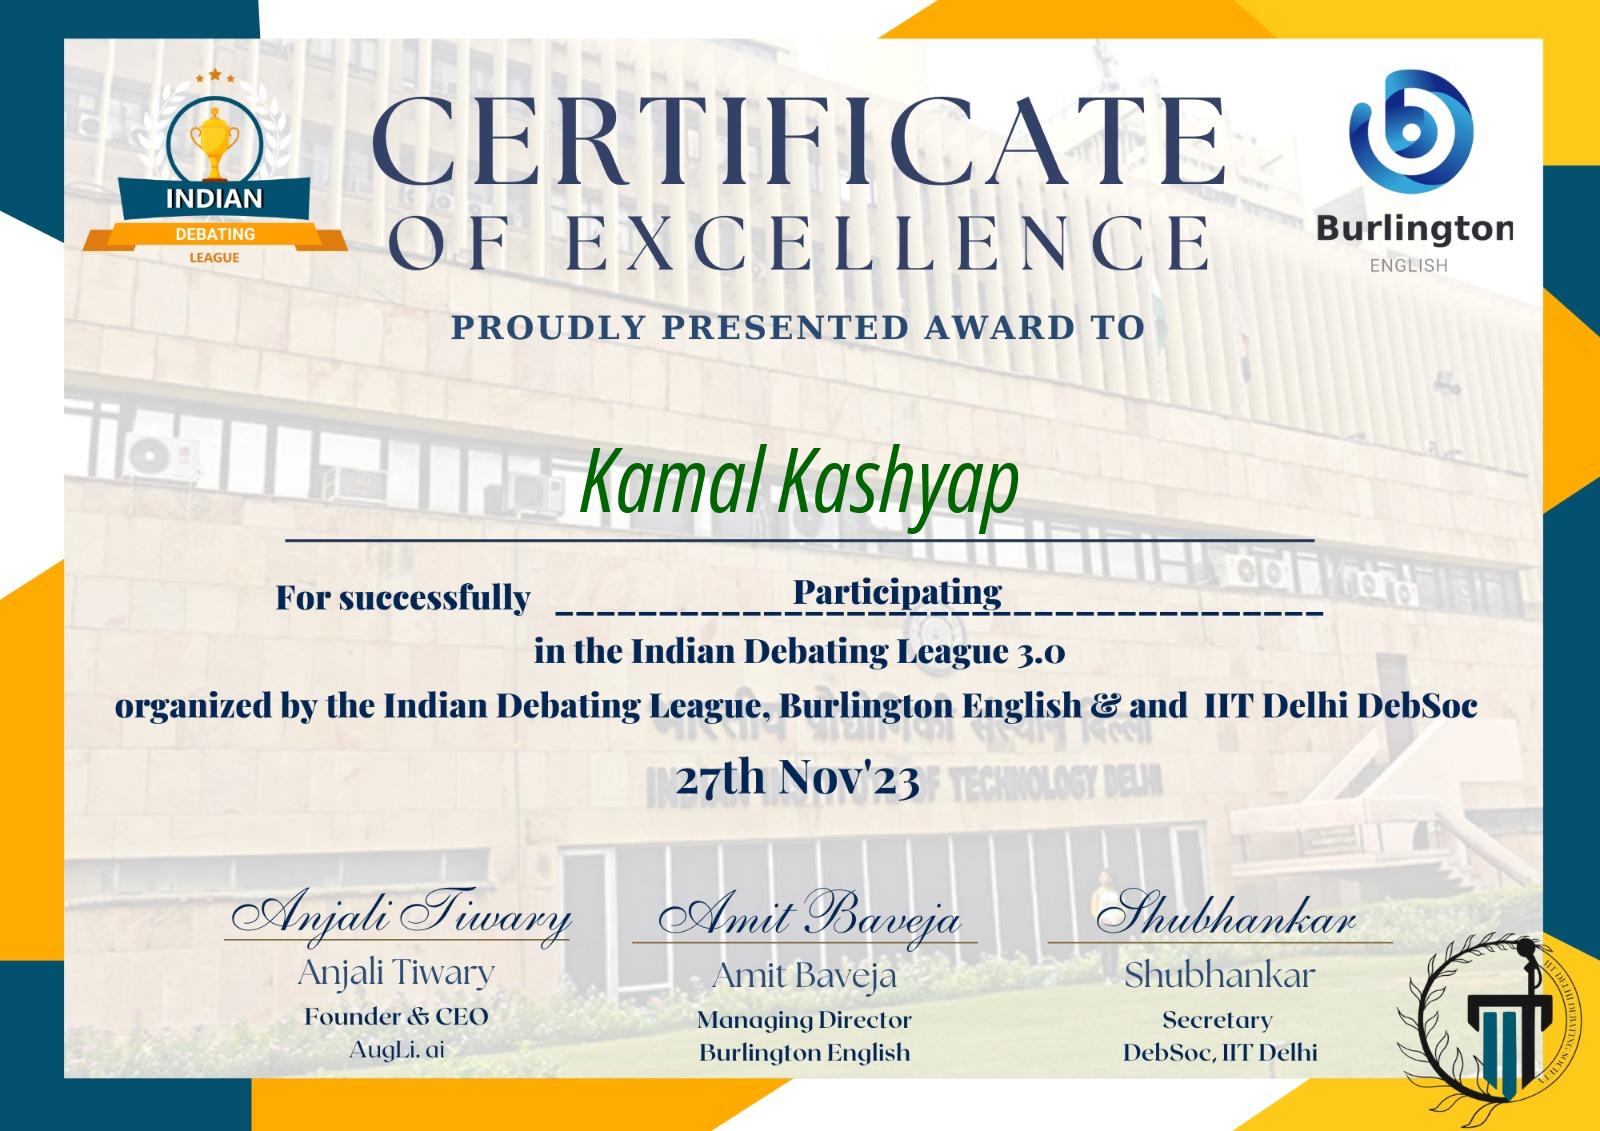 INDIAN
DEBATING
LEAGUE
CERTIFICATE
OF EXCELLENCE
Burlington
ENGLISH
PROUDLY PRESENTED AWARD TO
Kamal Kashyap
For successfully Participating
in the Indian Debating League 3.0
organized by the Indian Debating League, Burlington English & and IIT Delhi DebSoc
भारतीय प्रौद्योगिकी संस्थान दिल्ली
INDIAN INSTITUTE OF TECHNOLOGY DELHI
27th Nov'23
Anjali Tiwary
Anjali Tiwary
Founder & CEO
AugLi. ai
Amit Baveja
Amit Baveja
Managing Director
Burlington English
Shubhankar
Shubhankar
Secretary
DebSoc, IIT Delhi
IIT DELHI DEBATING SOCIETY